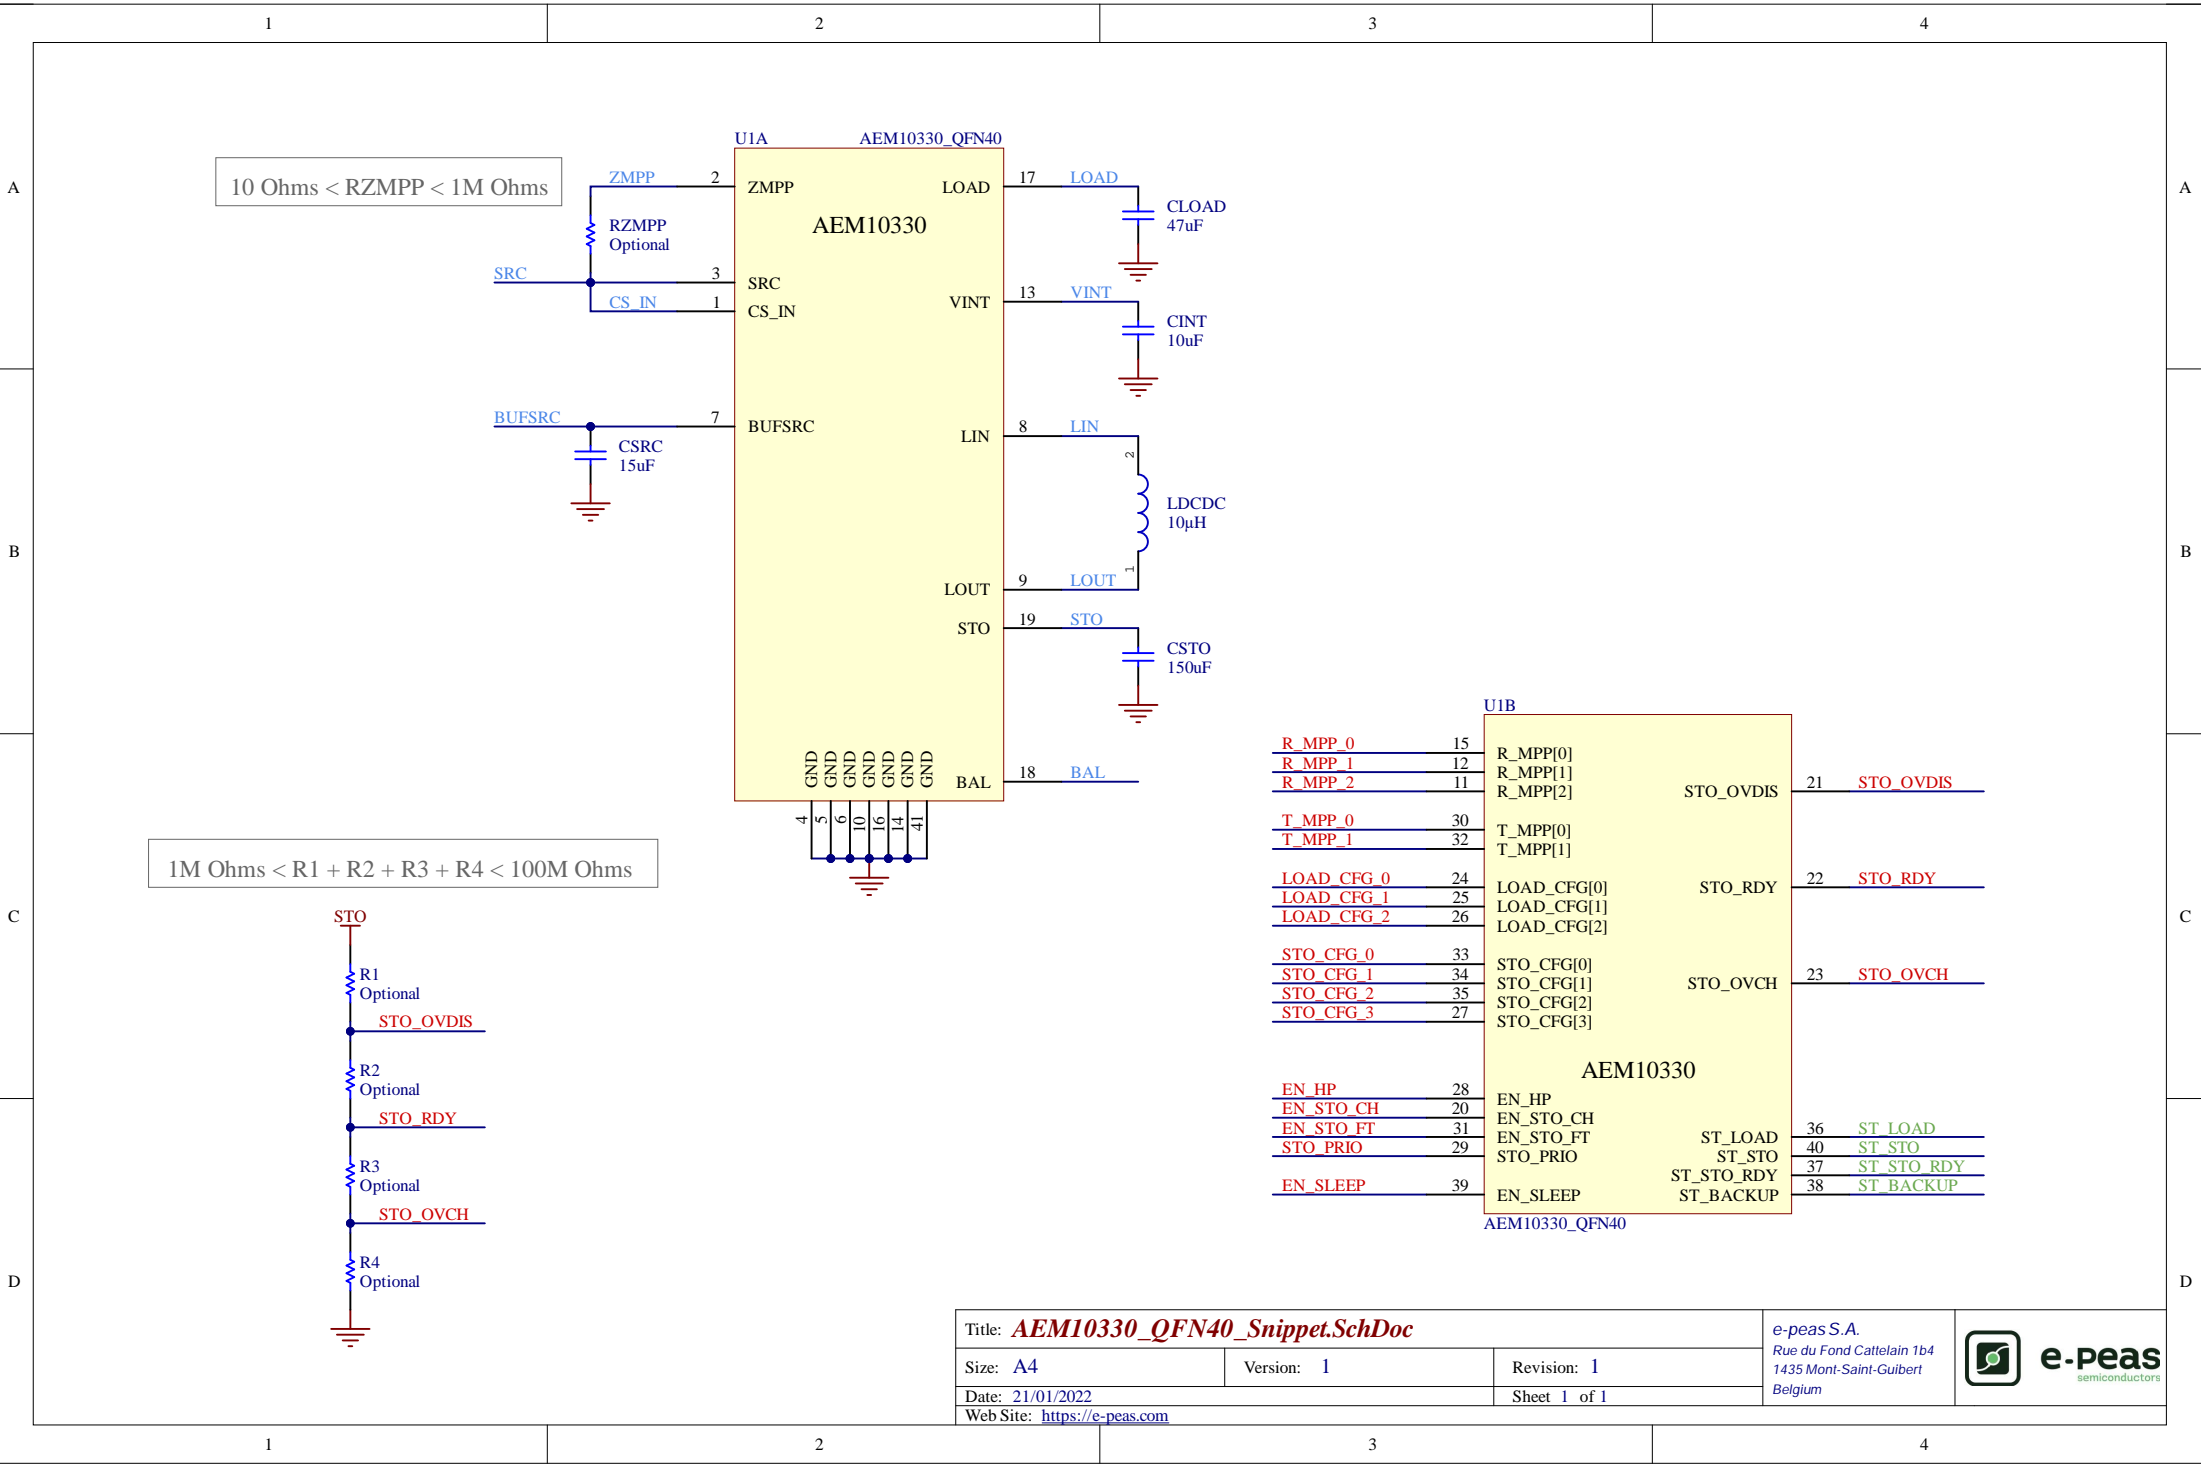 1 2 3 4
A A
B B
C C
D D
1 2 3 4
10 Ohms < RZMPP < 1M Ohms
U1A AEM10330_QFN40
AEM10330
ZMPP 2 ZMPP
RZMPP
Optional
SRC 3 SRC
CS_IN 1 CS_IN
BUFSRC 7 BUFSRC
CSRC
15uF
LOAD 17 LOAD
CLOAD
47uF
VINT 13 VINT
CINT
10uF
LIN 8 LIN
2
LDCDC
10µH
1
LOUT 9 LOUT
STO 19 STO
CSTO
150uF
BAL 18 BAL
GND GND GND GND GND GND GND
4 5 6 10 16 14 41
1M Ohms < R1 + R2 + R3 + R4 < 100M Ohms
STO
R1
Optional
STO_OVDIS
R2
Optional
STO_RDY
R3
Optional
STO_OVCH
R4
Optional
U1B
R_MPP_0 15 R_MPP[0]
R_MPP_1 12 R_MPP[1]
R_MPP_2 11 R_MPP[2]
T_MPP_0 30 T_MPP[0]
T_MPP_1 32 T_MPP[1]
LOAD_CFG_0 24 LOAD_CFG[0]
LOAD_CFG_1 25 LOAD_CFG[1]
LOAD_CFG_2 26 LOAD_CFG[2]
STO_CFG_0 33 STO_CFG[0]
STO_CFG_1 34 STO_CFG[1]
STO_CFG_2 35 STO_CFG[2]
STO_CFG_3 27 STO_CFG[3]
AEM10330
EN_HP 28 EN_HP
EN_STO_CH 20 EN_STO_CH
EN_STO_FT 31 EN_STO_FT
STO_PRIO 29 STO_PRIO
EN_SLEEP 39 EN_SLEEP
STO_OVDIS 21 STO_OVDIS
STO_RDY 22 STO_RDY
STO_OVCH 23 STO_OVCH
ST_LOAD 36 ST_LOAD
ST_STO 40 ST_STO
ST_STO_RDY 37 ST_STO_RDY
ST_BACKUP 38 ST_BACKUP
AEM10330_QFN40
Title: AEM10330_QFN40_Snippet.SchDoc
Size: A4 Version: 1 Revision: 1
Date: 21/01/2022 Sheet 1 of 1
Web Site: https://e-peas.com
e-peas S.A.
Rue du Fond Cattelain 1b4
1435 Mont-Saint-Guibert
Belgium
e-peas
semiconductors